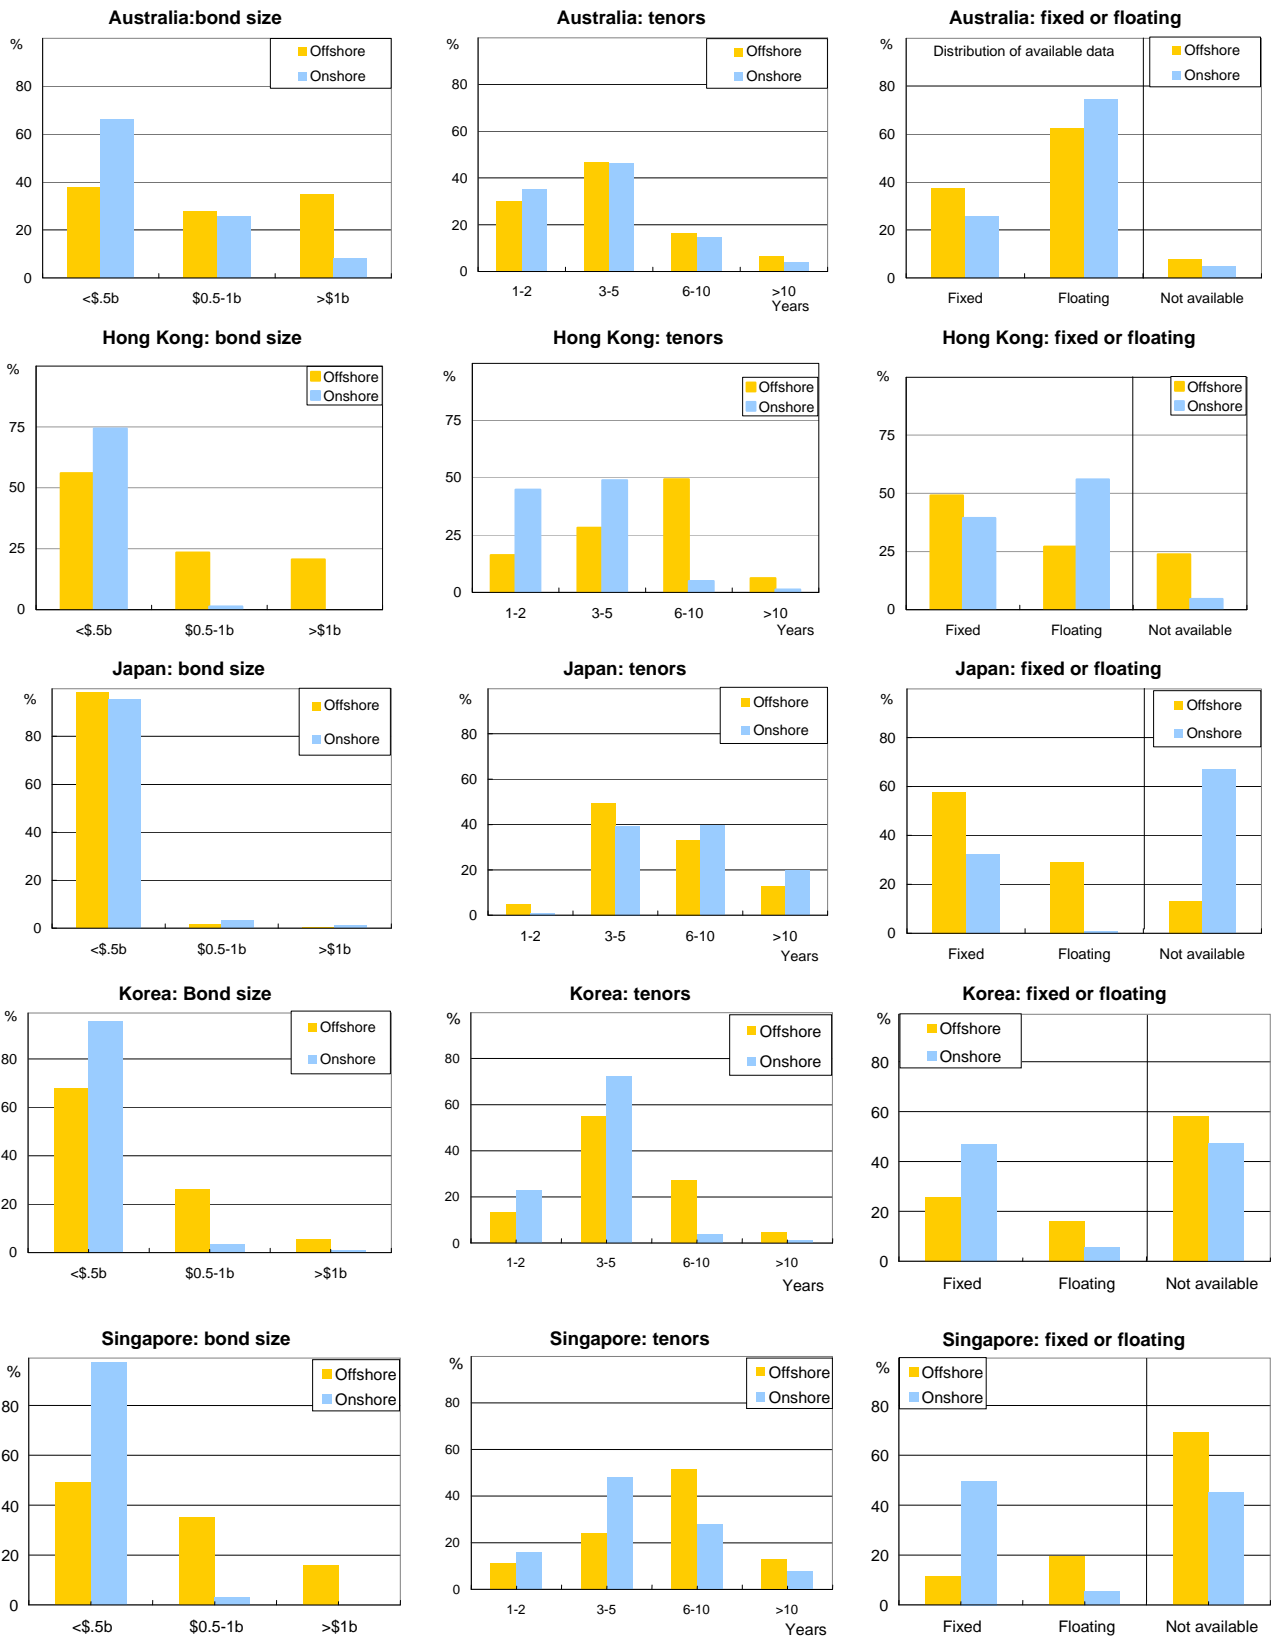 Australia:bond size
%
Offshore
Onshore
80
60
40
20
0
<$.5b
$0.5-1b
>$1b
Australia: tenors
%
Offshore
Onshore
80
60
40
20
0
1-2
3-5
6-10
>10
Years
Australia: fixed or floating
%
Distribution of available data
Offshore
Onshore
80
60
40
20
0
Fixed
Floating
Not available
Hong Kong: bond size
%
Offshore
Onshore
75
50
25
0
<$.5b
$0.5-1b
>$1b
Hong Kong: tenors
%
Offshore
Onshore
75
50
25
0
1-2
3-5
6-10
>10
Years
Hong Kong: fixed or floating
%
Offshore
Onshore
75
50
25
0
Fixed
Floating
Not available
Japan: bond size
%
Offshore
Onshore
80
60
40
20
0
<$.5b
$0.5-1b
>$1b
Japan: tenors
%
Offshore
Onshore
80
60
40
20
0
1-2
3-5
6-10
>10
Years
Japan: fixed or floating
%
Offshore
Onshore
80
60
40
20
0
Fixed
Floating
Not available
Korea: Bond size
%
Offshore
Onshore
80
60
40
20
0
<$.5b
$0.5-1b
>$1b
Korea: tenors
%
Offshore
Onshore
80
60
40
20
0
1-2
3-5
6-10
>10
Years
Korea: fixed or floating
%
Offshore
Onshore
80
60
40
20
0
Fixed
Floating
Not available
Singapore: bond size
%
Offshore
Onshore
80
60
40
20
0
<$.5b
$0.5-1b
>$1b
Singapore: tenors
%
Offshore
Onshore
80
60
40
20
0
1-2
3-5
6-10
>10
Years
Singapore: fixed or floating
%
Offshore
Onshore
80
60
40
20
0
Fixed
Floating
Not available